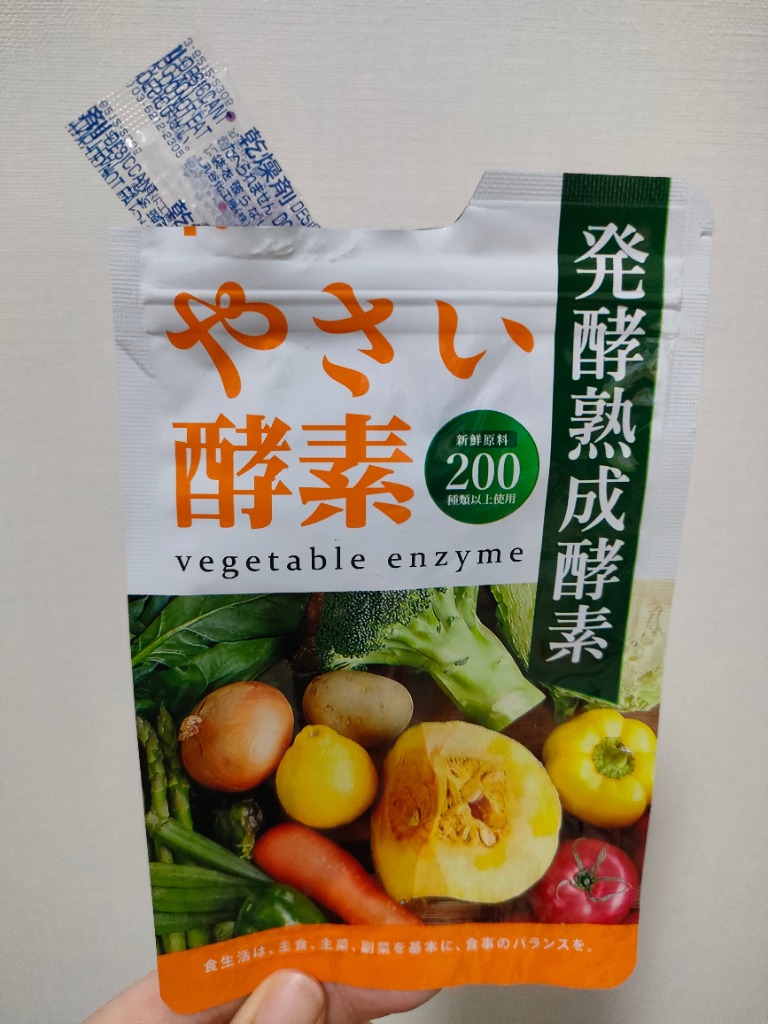 乾燥剤
DESICCANT
やさい
酵素
新鮮原料
200
種類以上使用
vegetable enzyme
発酵熟成酵素
食生活は、主食、主菜、副菜を基本に、食事のバランスを。